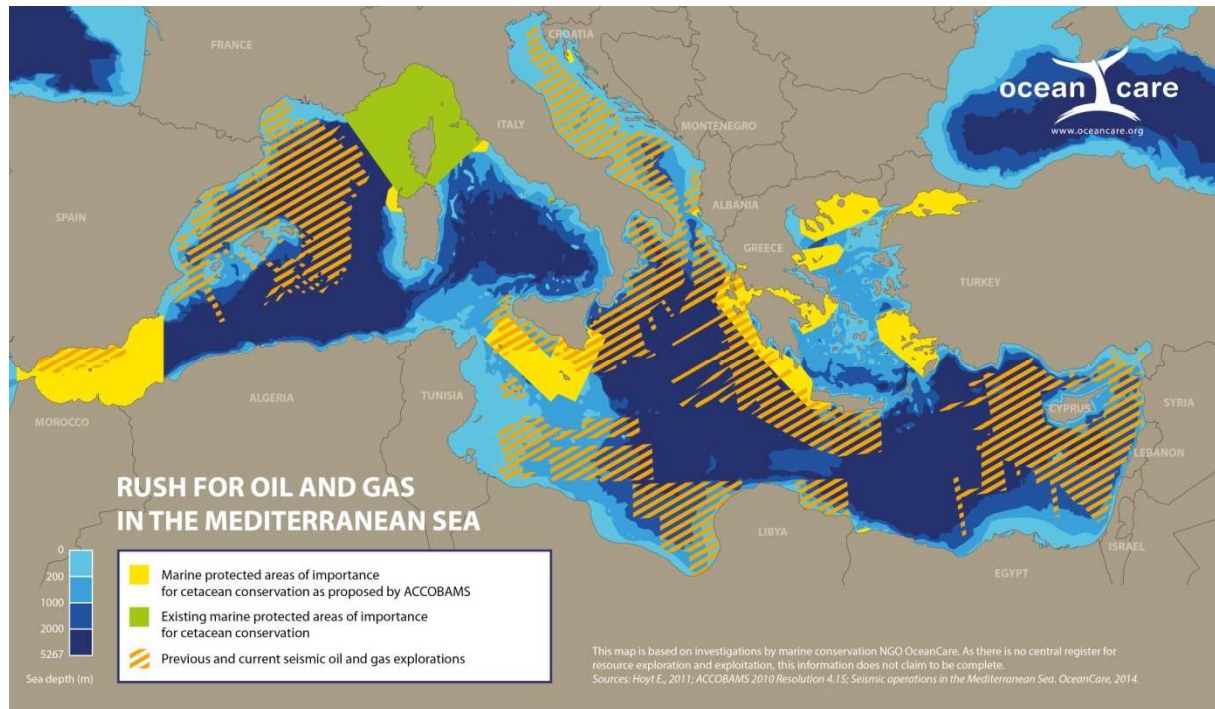 FRANCE
CROATIA
ocean care
www.oceancare.org
ITALY
MONTENEGRO
SPAIN
ALBANIA
GREECE
TURKEY
ALGERIA
TUNISIA
MOROCCO
CYPRUS
SYRIA
LEBANON
LIBYA
ISRAEL
EGYPT
RUSH FOR OIL AND GAS
IN THE MEDITERRANEAN SEA
0
200
1000
2000
5267
Sea depth (m)
Marine protected areas of importance
for cetacean conservation as proposed by ACCOBAMS
Existing marine protected areas of importance
for cetacean conservation
Previous and current seismic oil and gas explorations
This map is based on investigations by marine conservation NGO OceanCare. As there is no central register for
resource exploration and exploitation, this information does not claim to be complete.
Sources: Hoyt E., 2011; ACCOBAMS 2010 Resolution 4.15; Seismic operations in the Mediterranean Sea. OceanCare, 2014.